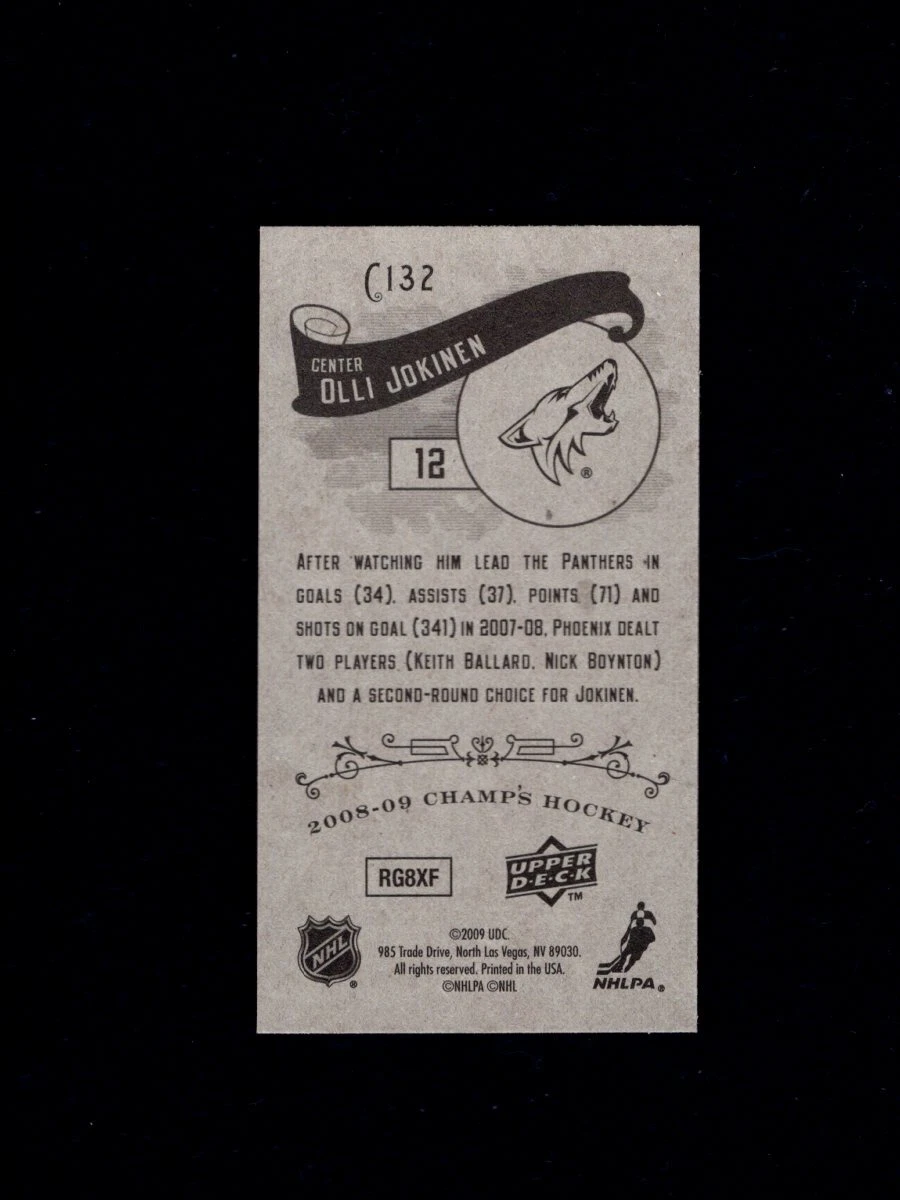 C132
CENTER
OLLI JOKINEN
12
®
AFTER WATCHING HIM LEAD THE PANTHERS IN
GOALS (34), ASSISTS (37), POINTS (71) AND
SHOTS ON GOAL (341) IN 2007-08, PHOENIX DEALT
TWO PLAYERS (KEITH BALLARD, NICK BOYNTON)
AND A SECOND-ROUND CHOICE FOR JOKINEN.
2008-09 CHAMP'S HOCKEY
RG8XF
UPPER
D·E·C·K
TM
NHL ®
©2009 UDC.
985 Trade Drive, North Las Vegas, NV 89030.
All rights reserved. Printed in the USA.
©NHLPA ©NHL
NHLPA ®